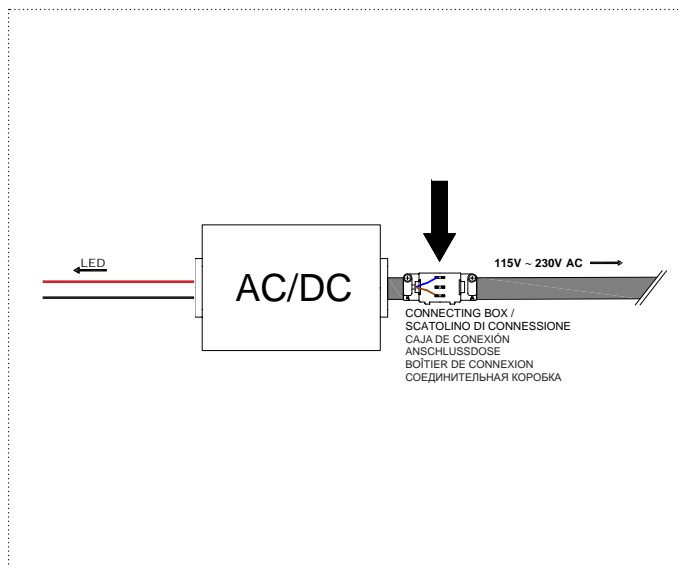 LED
AC/DC
115V ~ 230V AC
CONNECTING BOX /
SCATOLINO DI CONNESSIONE
CAJA DE CONEXIÓN
ANSCHLUSSDOSE
BOÎTIER DE CONNEXION
СОЕДИНИТЕЛЬНАЯ КОРОБКА